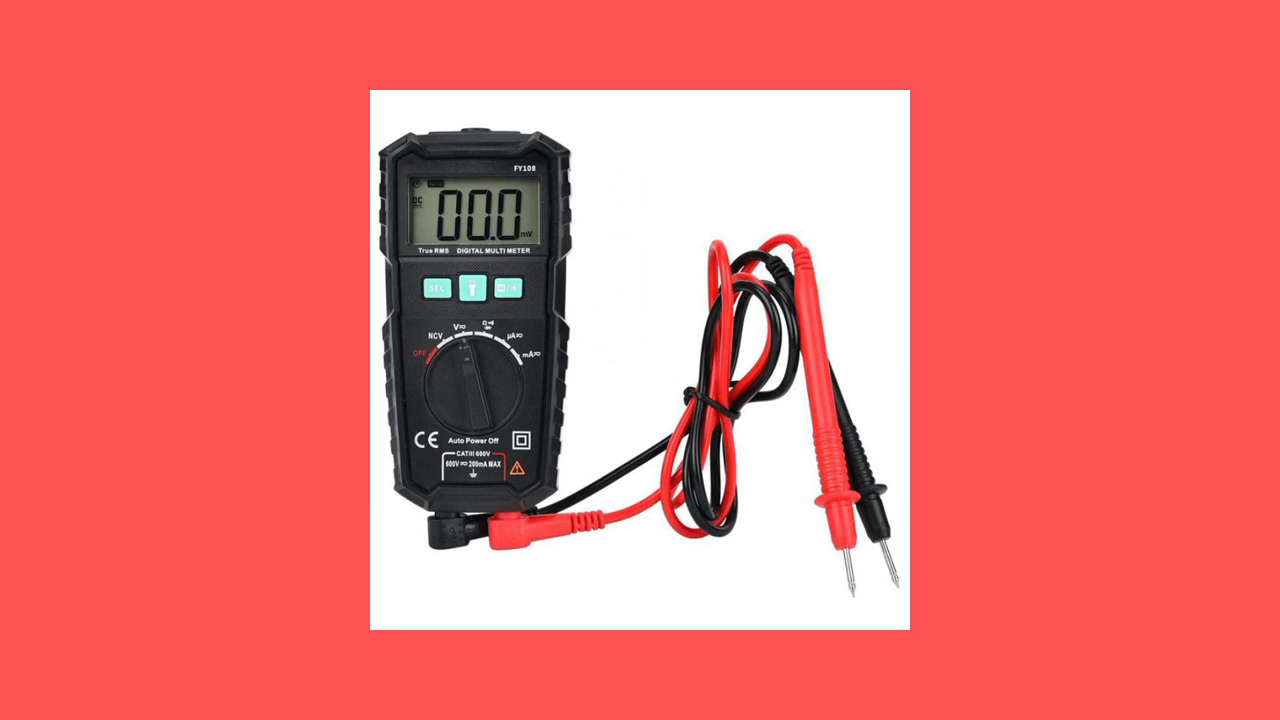 FY108
AUTO
DC
00.0 mV
True RMS DIGITAL MULTI METER
SEL H/☀
OFF NCV V Ω µA mA
CE Auto Power Off
CATIII 600V
600V 200mA MAX